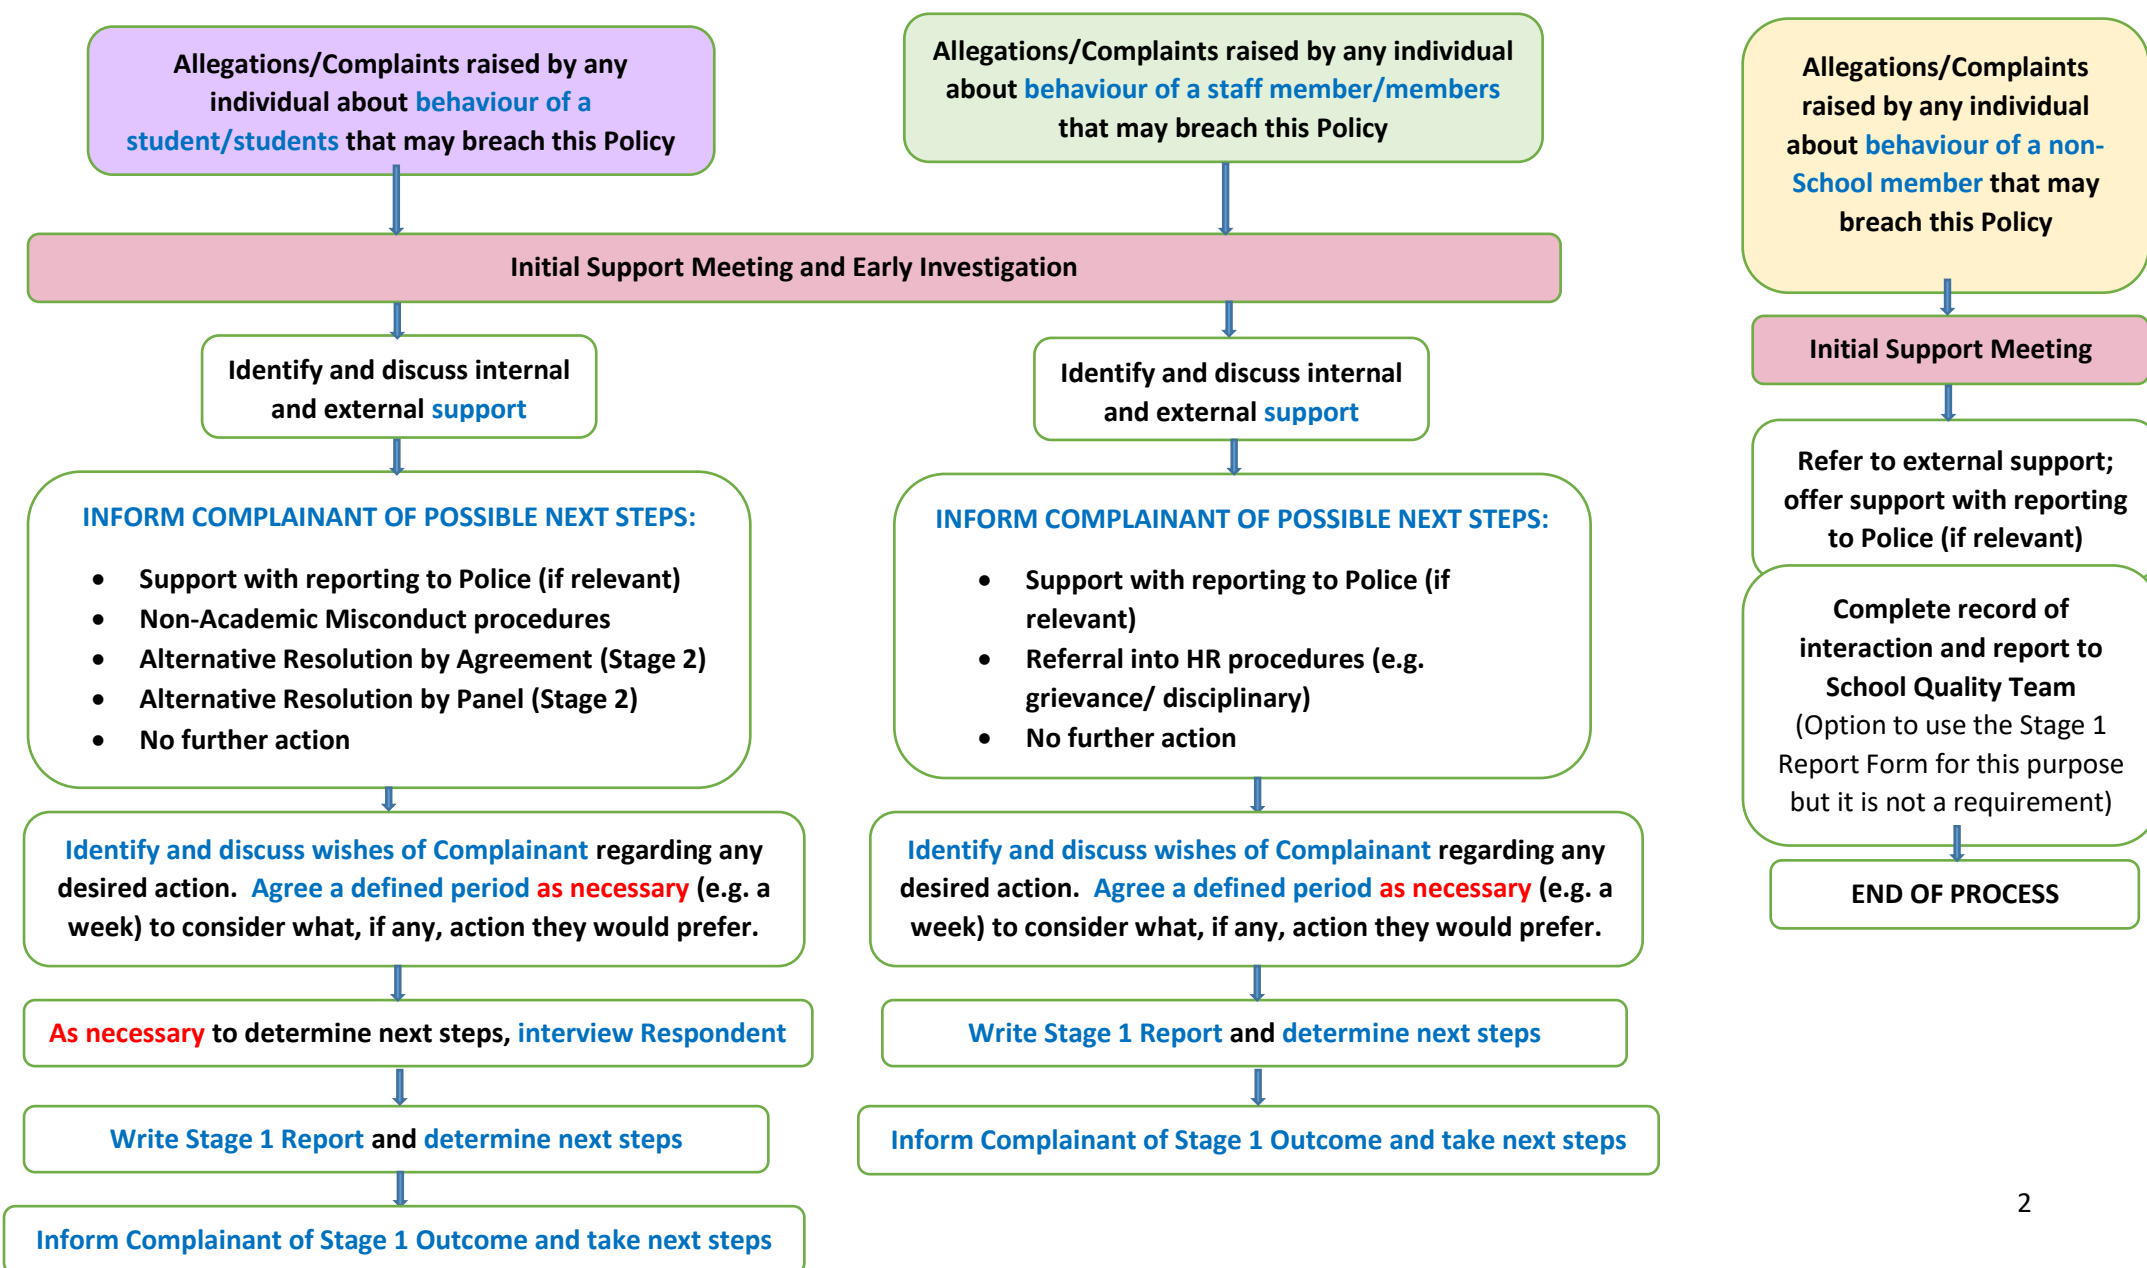 Allegations/Complaints raised by any
individual about behaviour of a
student/students that may breach this Policy
Allegations/Complaints raised by any individual
about behaviour of a staff member/members
that may breach this Policy
Allegations/Complaints
raised by any individual
about behaviour of a non-
School member that may
breach this Policy
Initial Support Meeting and Early Investigation
Identify and discuss internal
and external support
INFORM COMPLAINANT OF POSSIBLE NEXT STEPS:
• Support with reporting to Police (if relevant)
• Non-Academic Misconduct procedures
• Alternative Resolution by Agreement (Stage 2)
• Alternative Resolution by Panel (Stage 2)
• No further action
Identify and discuss wishes of Complainant regarding any
desired action.  Agree a defined period as necessary (e.g. a
week) to consider what, if any, action they would prefer.
As necessary to determine next steps, interview Respondent
Write Stage 1 Report and determine next steps
Inform Complainant of Stage 1 Outcome and take next steps
Identify and discuss internal
and external support
INFORM COMPLAINANT OF POSSIBLE NEXT STEPS:
• Support with reporting to Police (if
relevant)
• Referral into HR procedures (e.g.
grievance/ disciplinary)
• No further action
Identify and discuss wishes of Complainant regarding any
desired action.  Agree a defined period as necessary (e.g. a
week) to consider what, if any, action they would prefer.
Write Stage 1 Report and determine next steps
Inform Complainant of Stage 1 Outcome and take next steps
Initial Support Meeting
Refer to external support;
offer support with reporting
to Police (if relevant)
Complete record of
interaction and report to
School Quality Team
(Option to use the Stage 1
Report Form for this purpose
but it is not a requirement)
END OF PROCESS
2